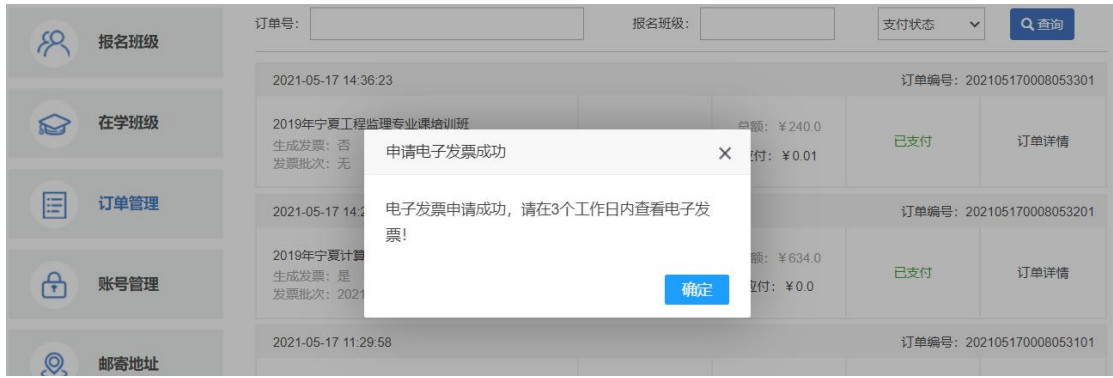 订单号:
报名班级:
支付状态
查询
报名班级
在学班级
订单管理
账号管理
邮寄地址
2021-05-17 14:36:23
订单编号: 202105170008053301
2019年宁夏工程监理专业课培训班
生成发票: 否
发票批次: 无
总额: ¥240.0
付: ¥0.01
已支付
订单详情
申请电子发票成功
电子发票申请成功, 请在3个工作日内查看电子发
票!
确定
2021-05-17 14:2
订单编号: 202105170008053201
2019年宁夏计算
生成发票: 是
发票批次: 2021
额: ¥634.0
应付: ¥0.0
已支付
订单详情
2021-05-17 11:29:58
订单编号: 202105170008053101